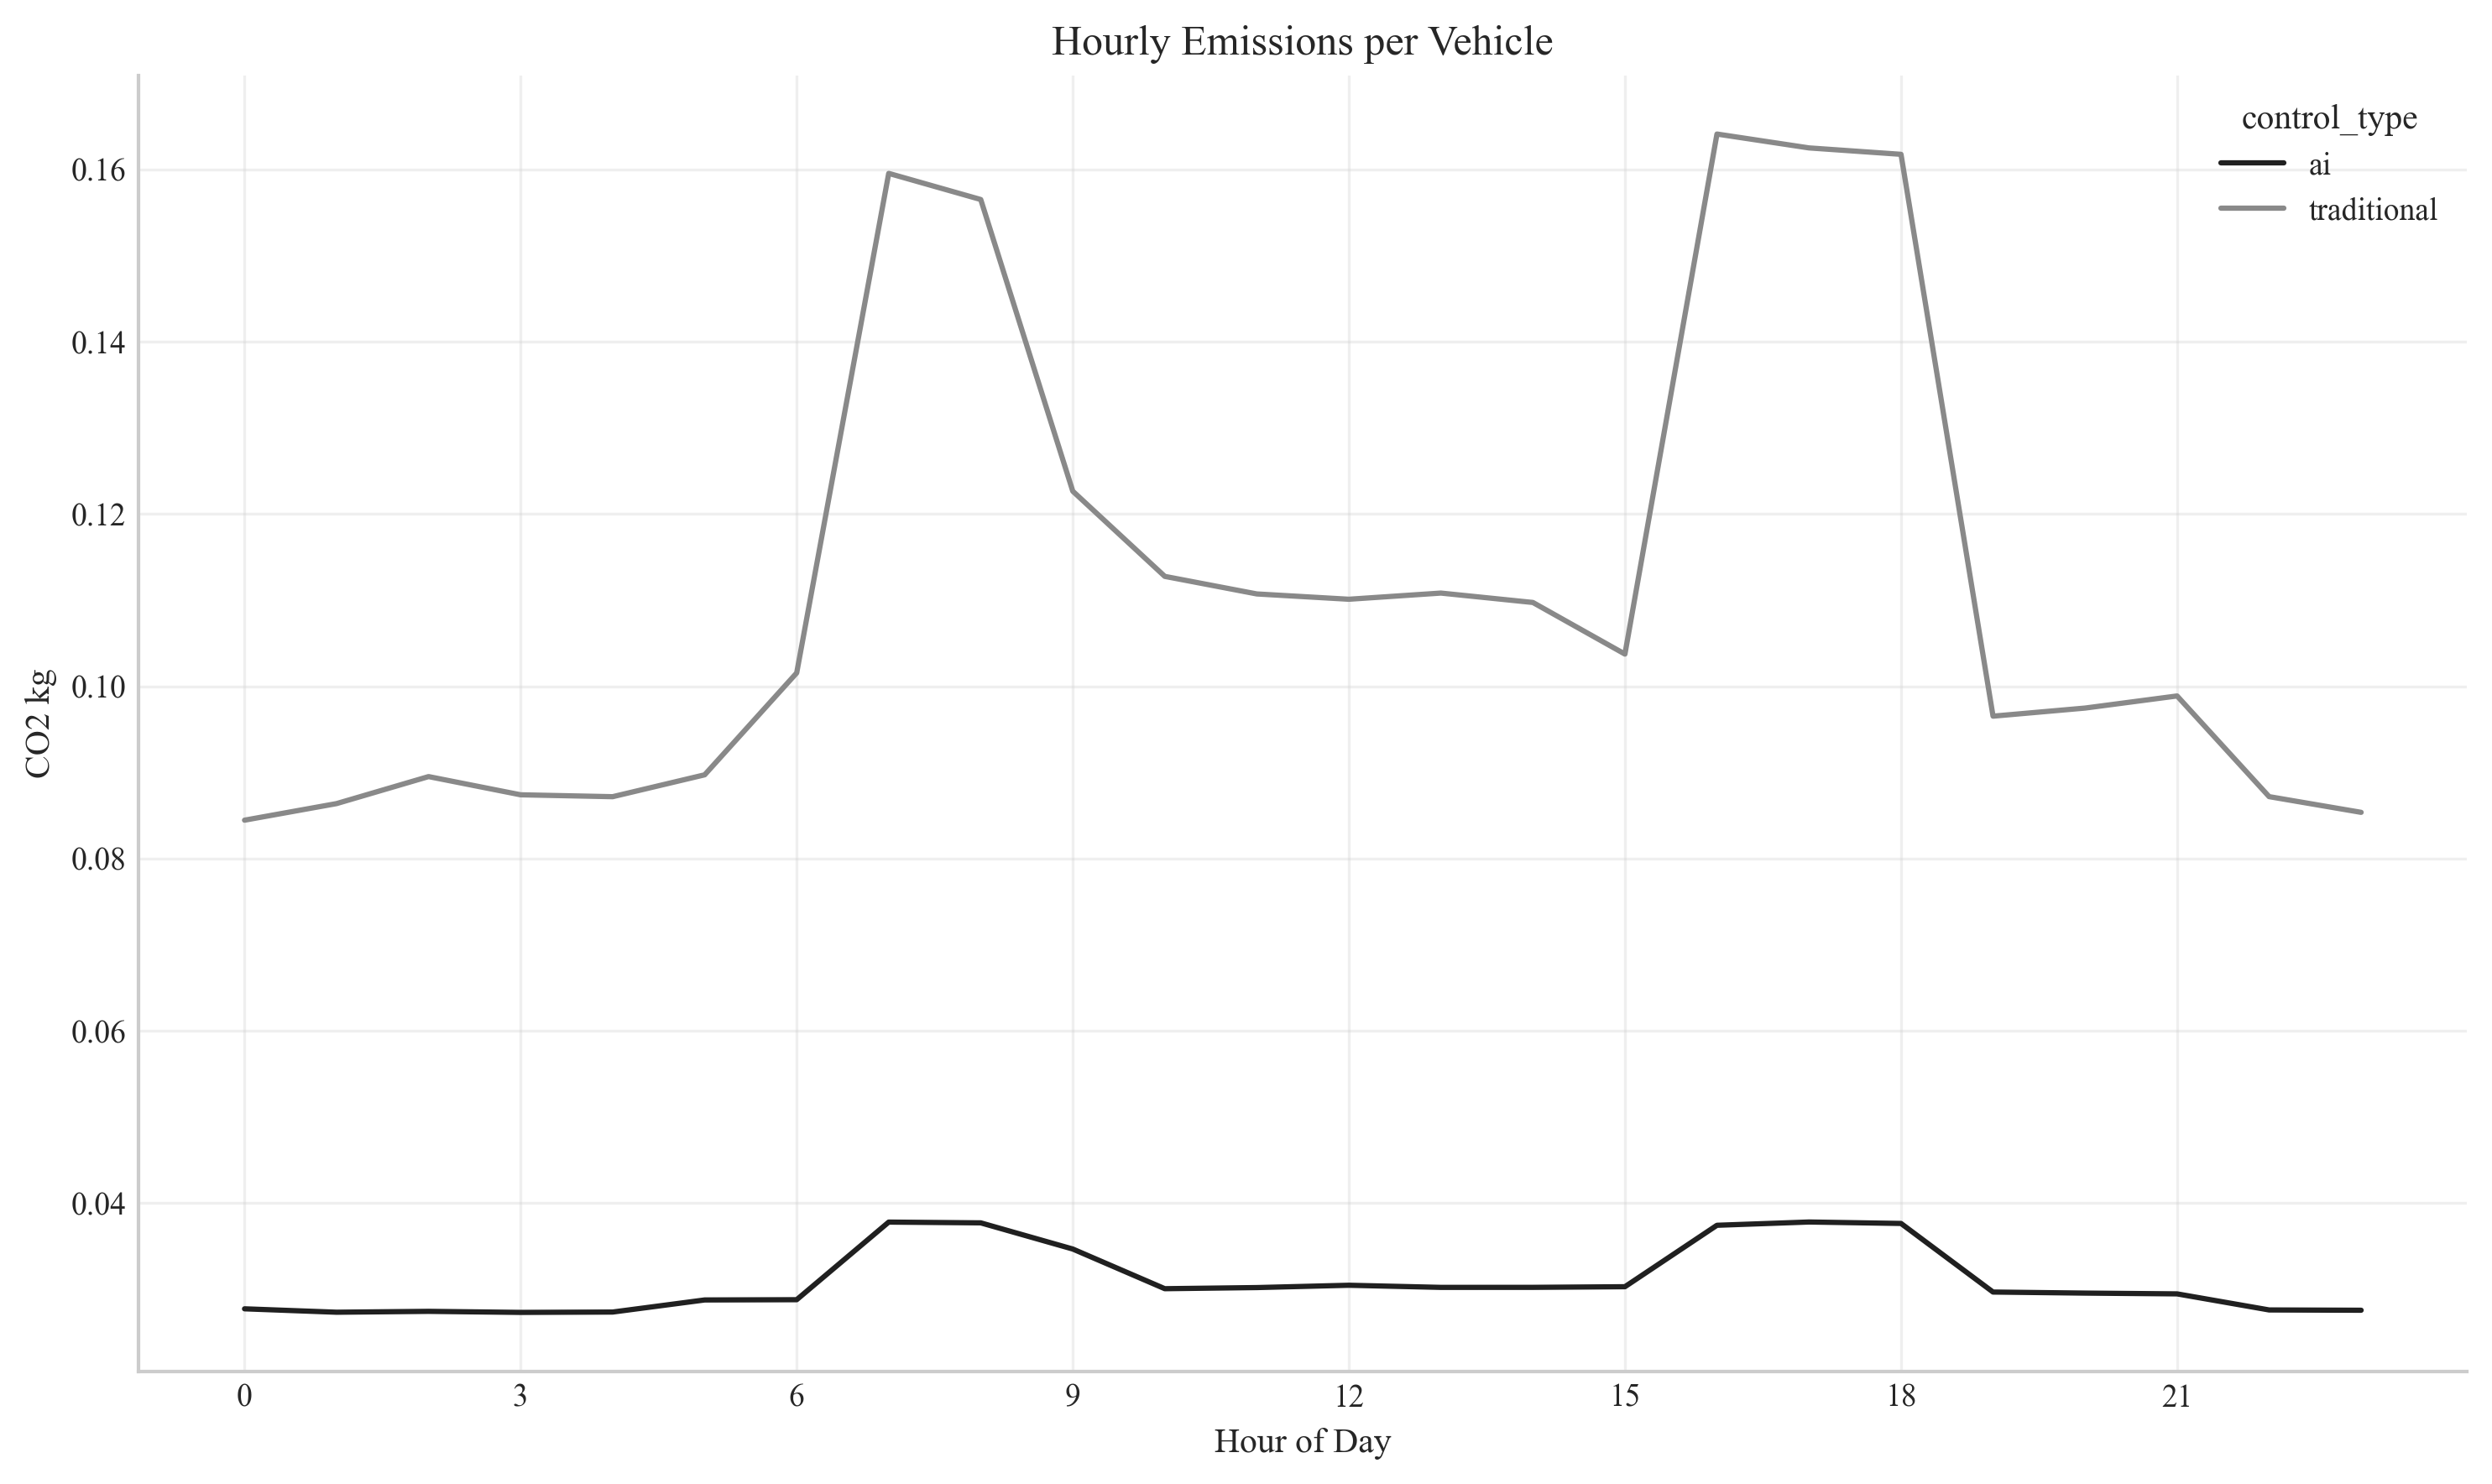 Hourly Emissions per Vehicle
control_type
ai
traditional
CO2 kg
0.16
0.14
0.12
0.10
0.08
0.06
0.04
0
3
6
9
12
15
18
21
Hour of Day